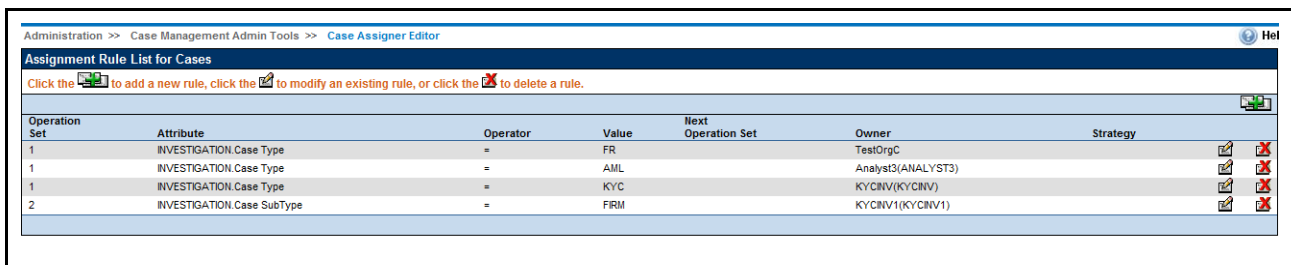 Administration >> Case Management Admin Tools >> Case Assigner Editor Hel
Assignment Rule List for Cases
Click the to add a new rule, click the to modify an existing rule, or click the to delete a rule.
Operation Set Attribute Operator Value Next Operation Set Owner Strategy
1 INVESTIGATION.Case Type = FR TestOrgC
1 INVESTIGATION.Case Type = AML Analyst3(ANALYST3)
1 INVESTIGATION.Case Type = KYC KYCINV(KYCINV)
2 INVESTIGATION.Case SubType = FIRM KYCINV1(KYCINV1)